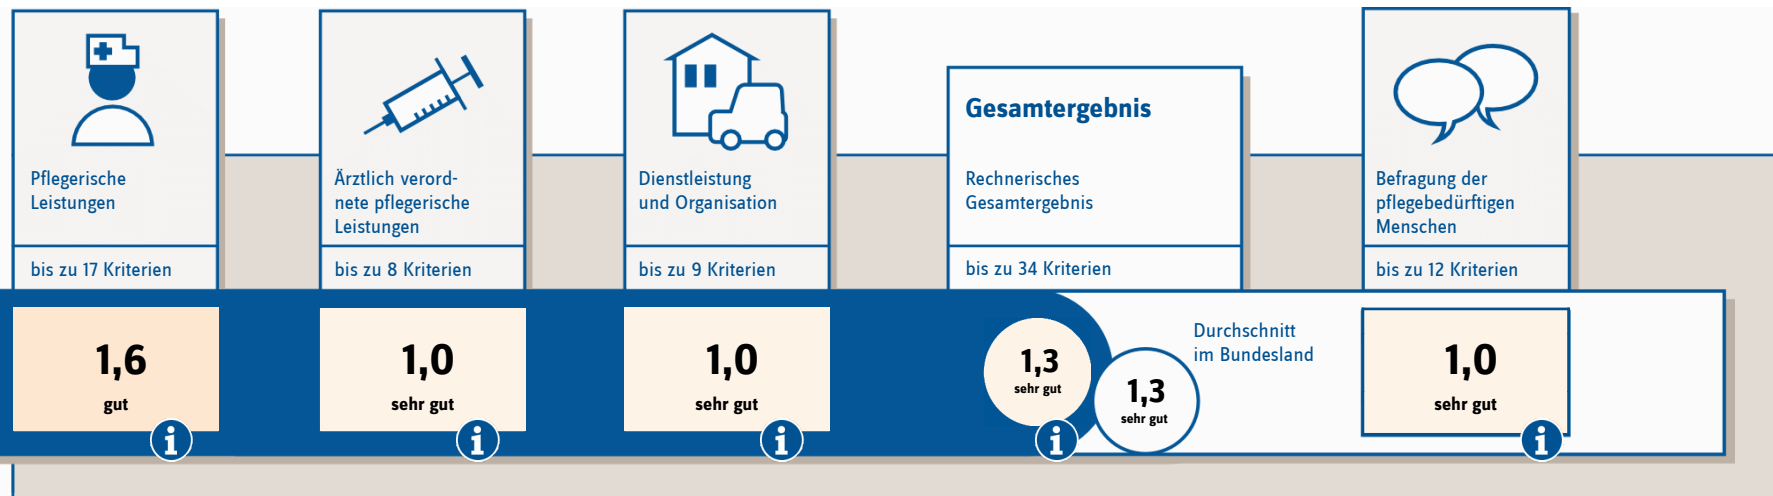 Pflegerische
Leistungen
bis zu 17 Kriterien
1,6
gut
Ärztlich verord-
nete pflegerische
Leistungen
bis zu 8 Kriterien
1,0
sehr gut
Dienstleistung
und Organisation
bis zu 9 Kriterien
1,0
sehr gut
Gesamtergebnis
Rechnerisches
Gesamtergebnis
bis zu 34 Kriterien
1,3
sehr gut
1,3
sehr gut
Durchschnitt
im Bundesland
Befragung der
pflegebedürftigen
Menschen
bis zu 12 Kriterien
1,0
sehr gut